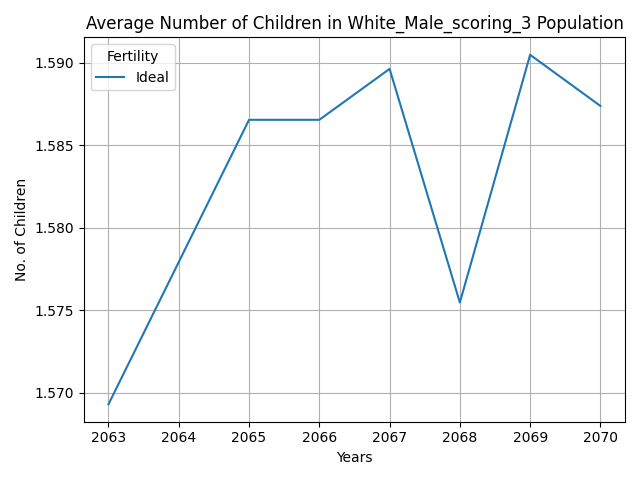 Average Number of Children in White_Male_scoring_3 Population
Fertility
Ideal
1.590
1.585
1.580
1.575
1.570
No. of Children
2063 2064 2065 2066 2067 2068 2069 2070
Years